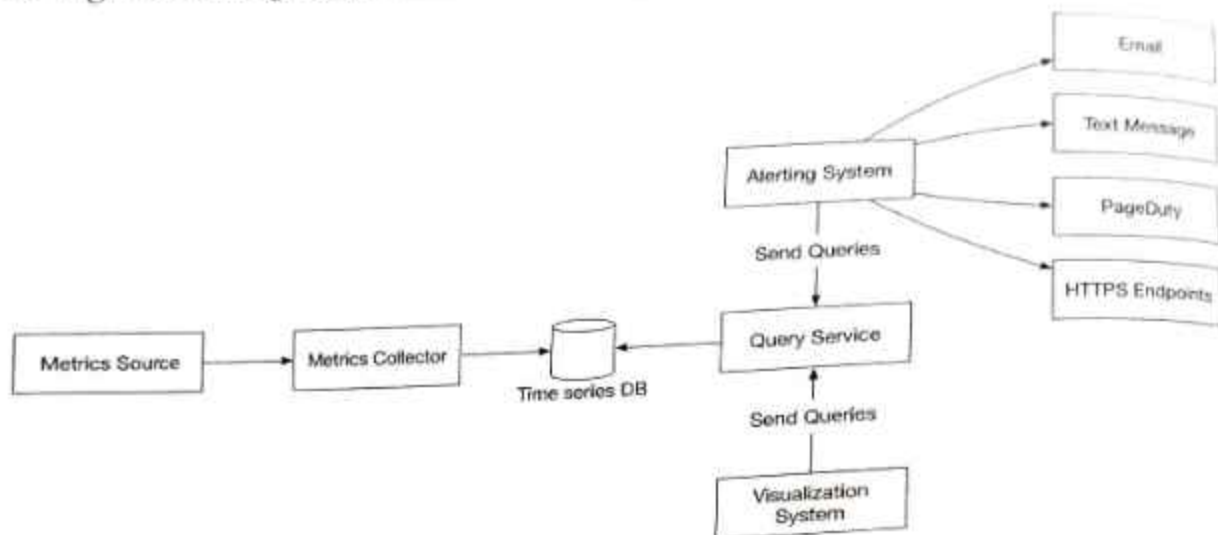 Email
Text Message
Alerting System
PageDuty
Send Queries
HTTPS Endpoints
Metrics Source
Metrics Collector
Query Service
Time series DB
Send Queries
Visualization
System